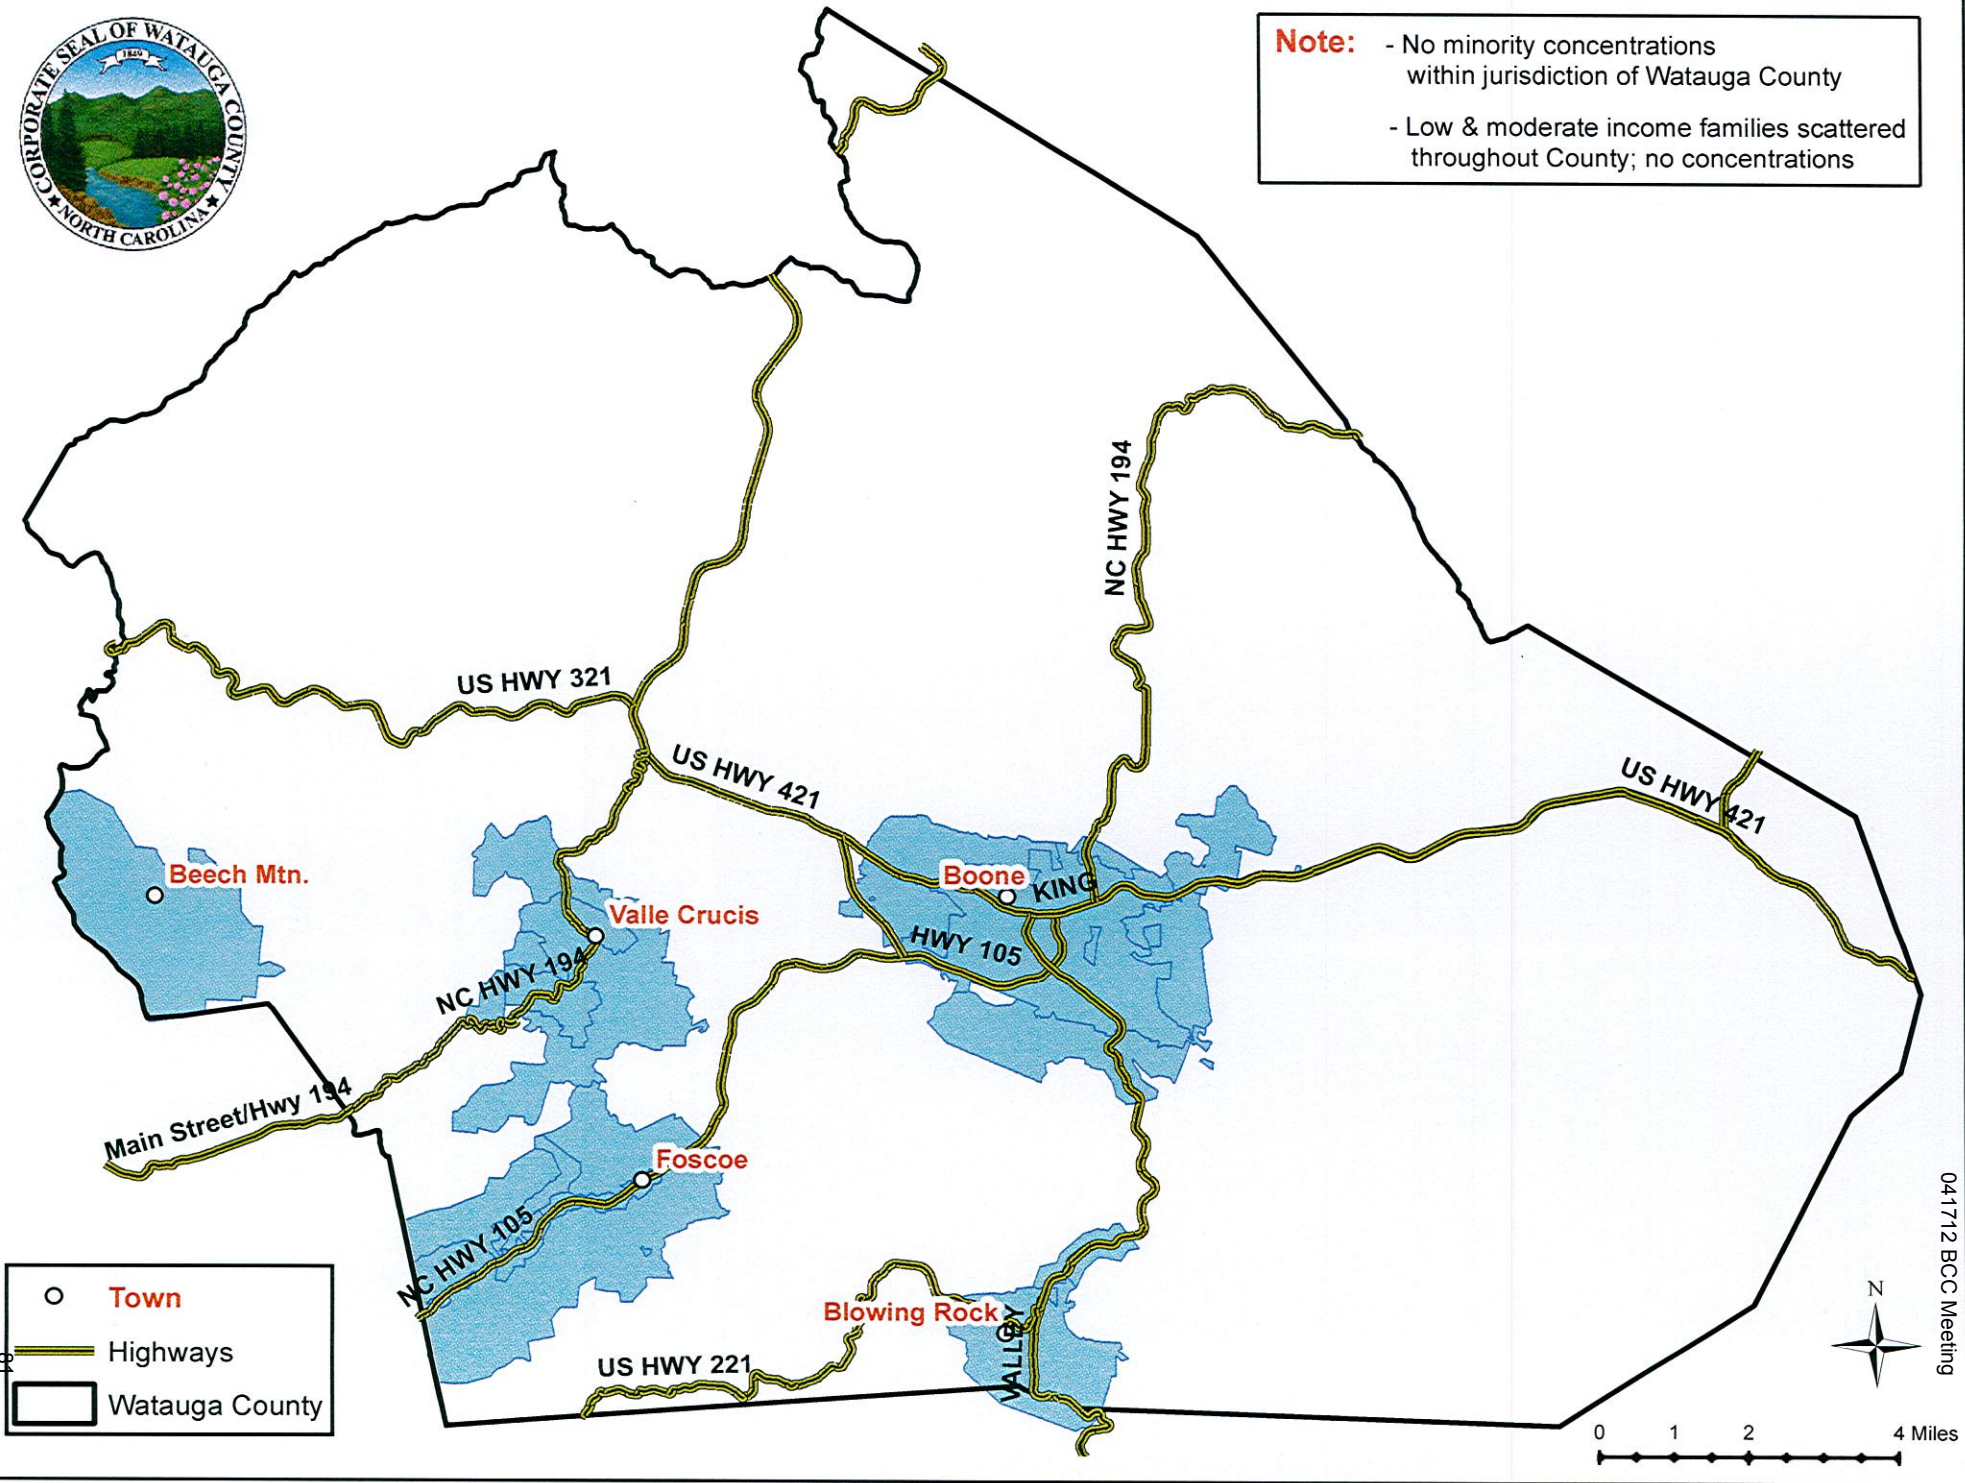 CORPORATE SEAL OF WATAUGA COUNTY
1849
★ NORTH CAROLINA ★
Note: - No minority concentrations
within jurisdiction of Watauga County
- Low & moderate income families scattered
throughout County; no concentrations
NC HWY 194
US HWY 321
US HWY 421
US HWY 421
Beech Mtn.
Boone
KING
Valle Crucis
HWY 105
NC HWY 194
Main Street/Hwy 194
Foscoe
NC HWY 105
Blowing Rock
VALLEY
US HWY 221
Town
Highways
Watauga County
81
N
0 1 2 4 Miles
041712 BCC Meeting